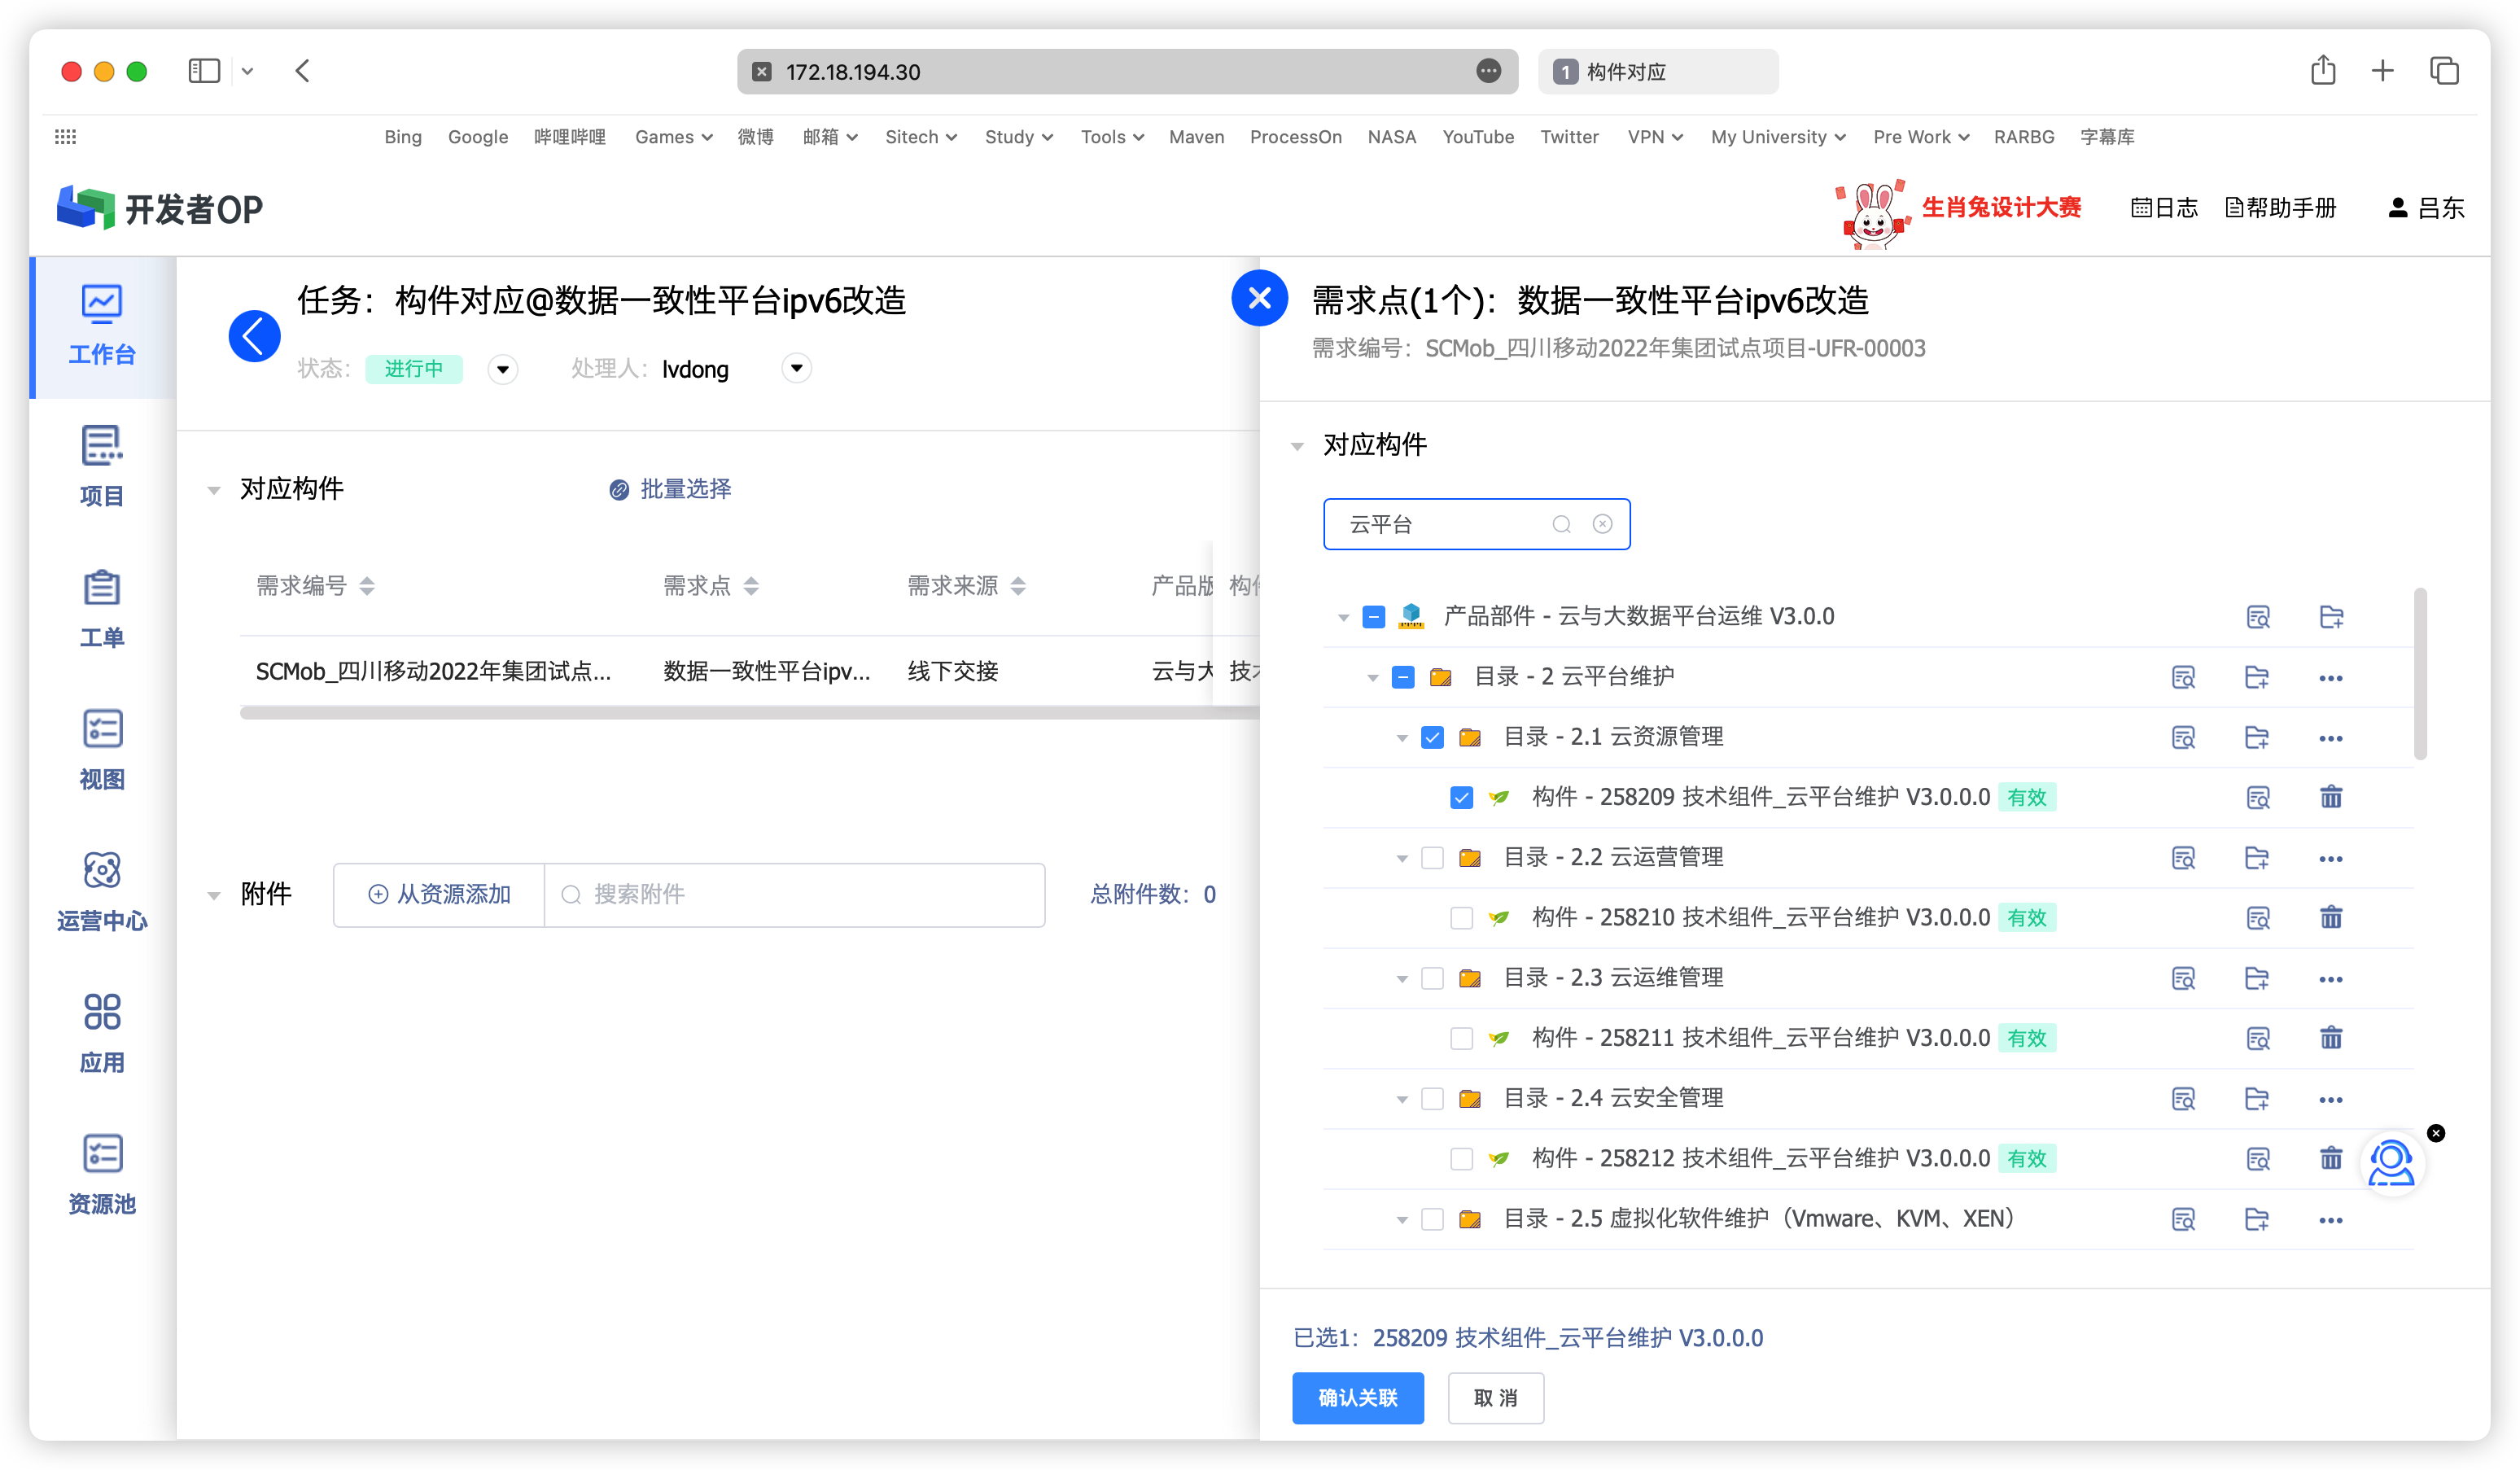 172.18.194.30
1 构件对应
Bing Google 哔哩哔哩 Games 微博 邮箱 Sitech Study Tools Maven ProcessOn NASA YouTube Twitter VPN My University Pre Work RARBG 字幕库
开发者OP
生肖兔设计大赛 日志 帮助手册 吕东
工作台
项目
工单
视图
运营中心
应用
资源池
任务：构件对应@数据一致性平台ipv6改造
状态： 进行中 处理人： lvdong
对应构件 批量选择
需求编号 需求点 需求来源 产品版 构
SCMob_四川移动2022年集团试点... 数据一致性平台ipv... 线下交接 云与大 技
附件 从资源添加 搜索附件 总附件数：0
需求点(1个)：数据一致性平台ipv6改造
需求编号：SCMob_四川移动2022年集团试点项目-UFR-00003
对应构件
云平台
产品部件 - 云与大数据平台运维 V3.0.0
目录 - 2 云平台维护
目录 - 2.1 云资源管理
构件 - 258209 技术组件_云平台维护 V3.0.0.0 有效
目录 - 2.2 云运营管理
构件 - 258210 技术组件_云平台维护 V3.0.0.0 有效
目录 - 2.3 云运维管理
构件 - 258211 技术组件_云平台维护 V3.0.0.0 有效
目录 - 2.4 云安全管理
构件 - 258212 技术组件_云平台维护 V3.0.0.0 有效
目录 - 2.5 虚拟化软件维护（Vmware、KVM、XEN）
已选1：258209 技术组件_云平台维护 V3.0.0.0
确认关联 取 消